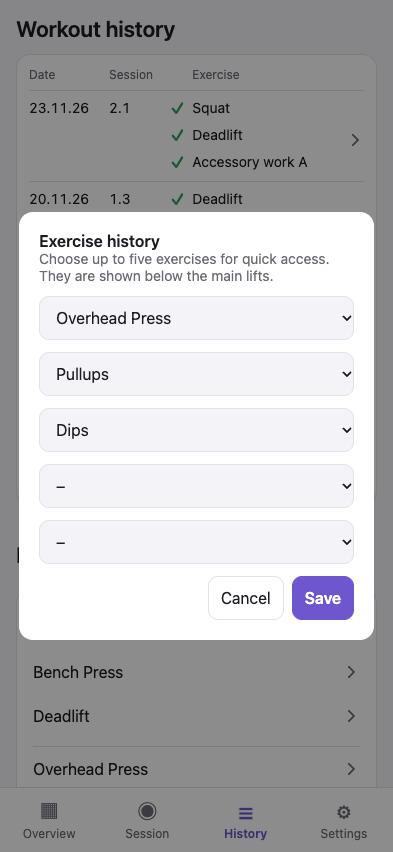 Workout history
Date Session Exercise
23.11.26 2.1 Squat
Deadlift
Accessory work A
20.11.26 1.3 Deadlift
Exercise history
Choose up to five exercises for quick access.
They are shown below the main lifts.
Overhead Press
Pullups
Dips
–
–
Cancel Save
Bench Press
Deadlift
Overhead Press
Overview Session History Settings